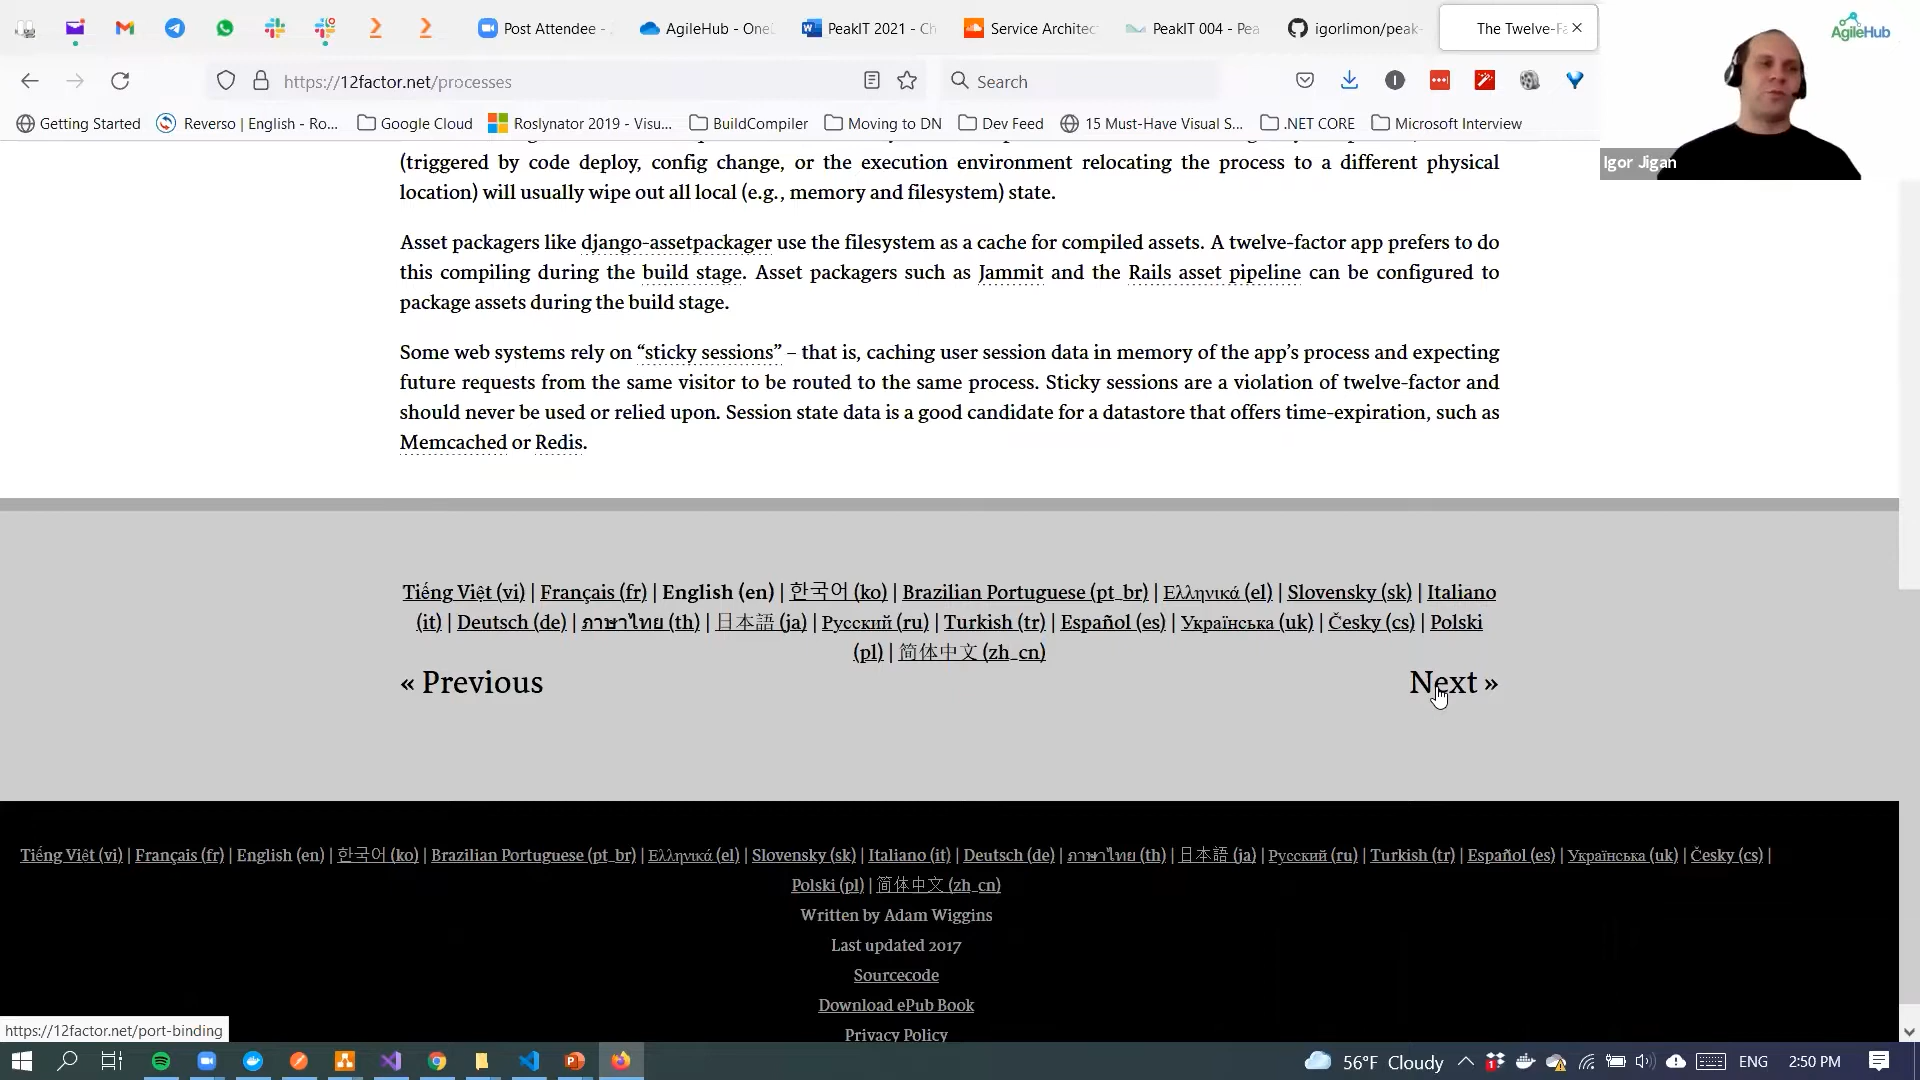 Post Attendee -
AgileHub - One
PeakIT 2021 - Ch
Service Architec
PeakIT 004 - Pea
igorlimon/peak-
The Twelve-Fa
AgileHub
https://12factor.net/processes
Search
Getting Started
Reverso | English - Ro...
Google Cloud
Roslynator 2019 - Visu...
BuildCompiler
Moving to DN
Dev Feed
15 Must-Have Visual S...
.NET CORE
Microsoft Interview
Igor Jigan
(triggered by code deploy, config change, or the execution environment relocating the process to a different physical
location) will usually wipe out all local (e.g., memory and filesystem) state.
Asset packagers like django-assetpackager use the filesystem as a cache for compiled assets. A twelve-factor app prefers to do
this compiling during the build stage. Asset packagers such as Jammit and the Rails asset pipeline can be configured to
package assets during the build stage.
Some web systems rely on “sticky sessions” – that is, caching user session data in memory of the app’s process and expecting
future requests from the same visitor to be routed to the same process. Sticky sessions are a violation of twelve-factor and
should never be used or relied upon. Session state data is a good candidate for a datastore that offers time-expiration, such as
Memcached or Redis.
Tiếng Việt (vi) | Français (fr) | English (en) | 한국어 (ko) | Brazilian Portuguese (pt_br) | Ελληνικά (el) | Slovensky (sk) | Italiano
(it) | Deutsch (de) | ภาษาไทย (th) | 日本語 (ja) | Русский (ru) | Turkish (tr) | Español (es) | Українська (uk) | Česky (cs) | Polski
(pl) | 简体中文 (zh_cn)
« Previous
Next »
Tiếng Việt (vi) | Français (fr) | English (en) | 한국어 (ko) | Brazilian Portuguese (pt_br) | Ελληνικά (el) | Slovensky (sk) | Italiano (it) | Deutsch (de) | ภาษาไทย (th) | 日本語 (ja) | Русский (ru) | Turkish (tr) | Español (es) | Українська (uk) | Česky (cs) |
Polski (pl) | 简体中文 (zh_cn)
Written by Adam Wiggins
Last updated 2017
Sourcecode
Download ePub Book
Privacy Policy
https://12factor.net/port-binding
56°F Cloudy
ENG
2:50 PM